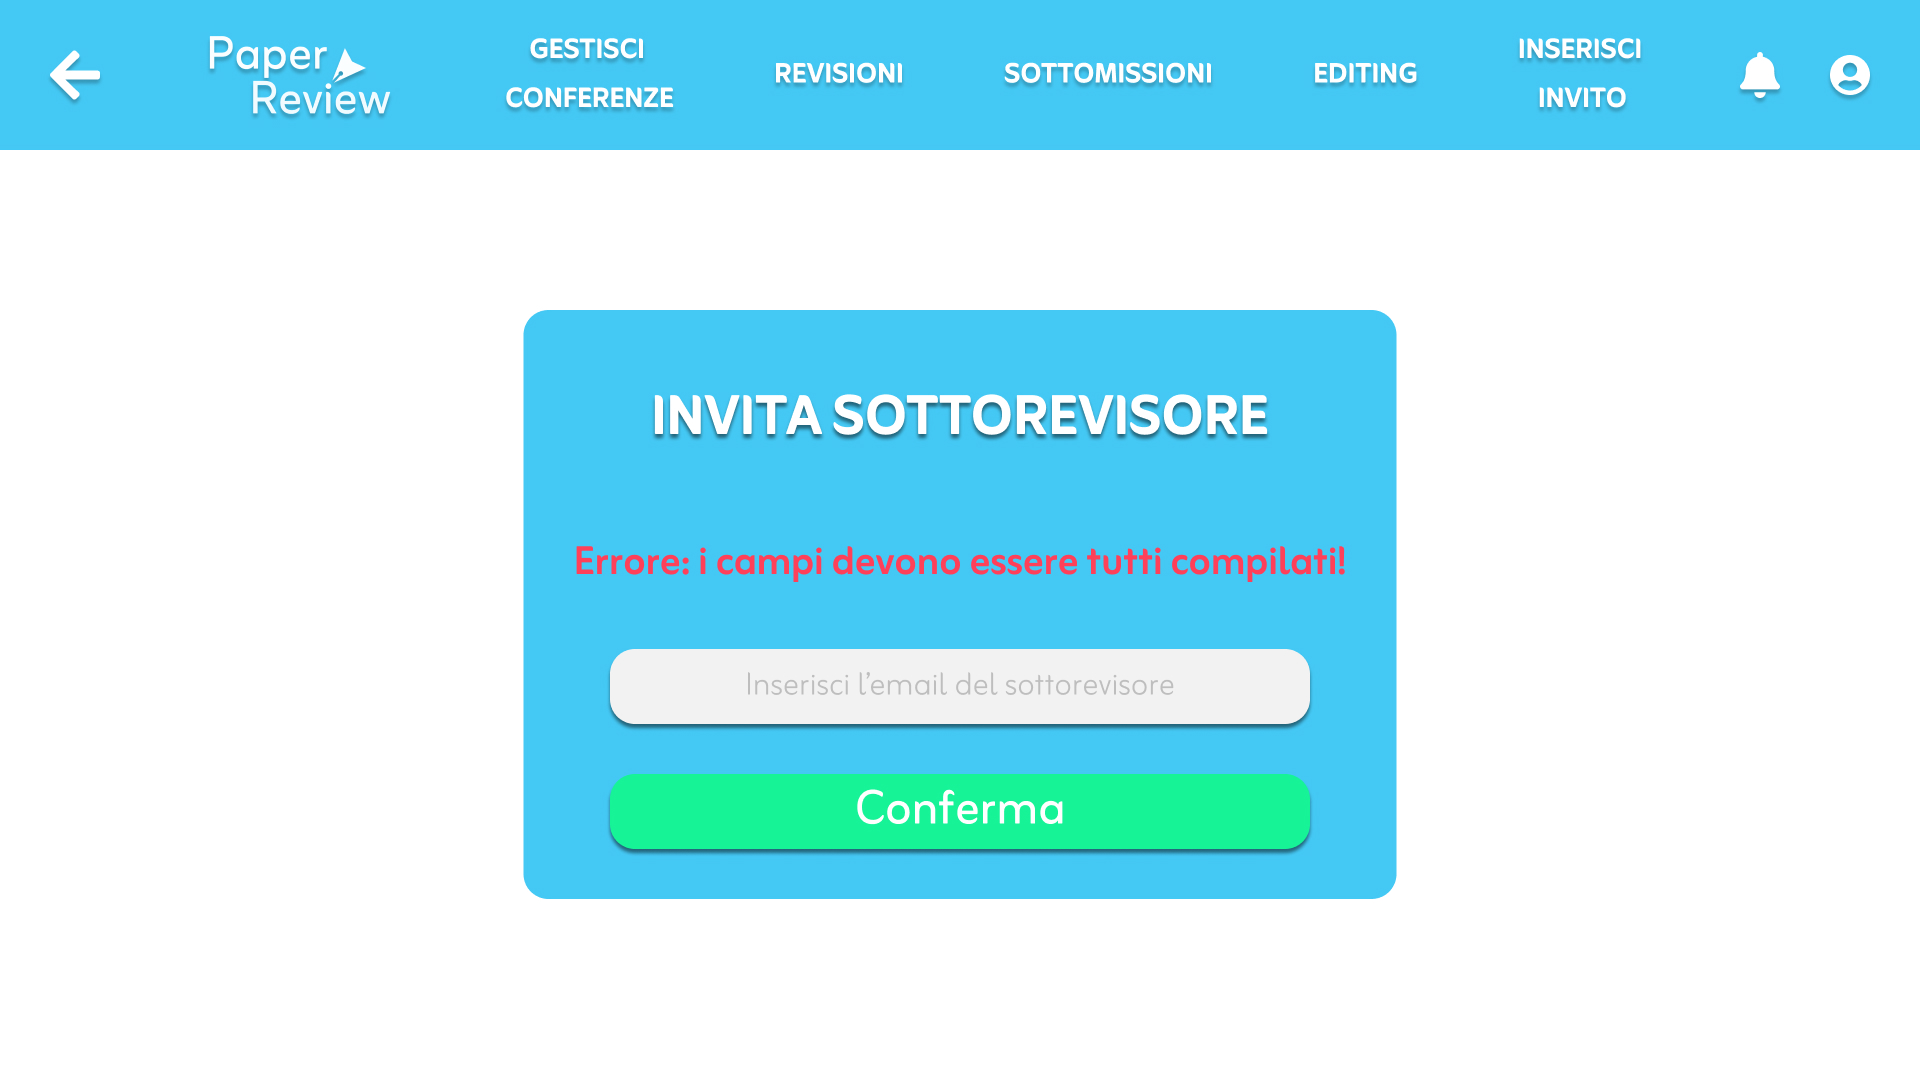 Paper
Review
GESTISCI
CONFERENZE
REVISIONI
SOTTOMISSIONI
EDITING
INSERISCI
INVITO
INVITA SOTTOREVISORE
Errore: i campi devono essere tutti compilati!
Inserisci l’email del sottorevisore
Conferma